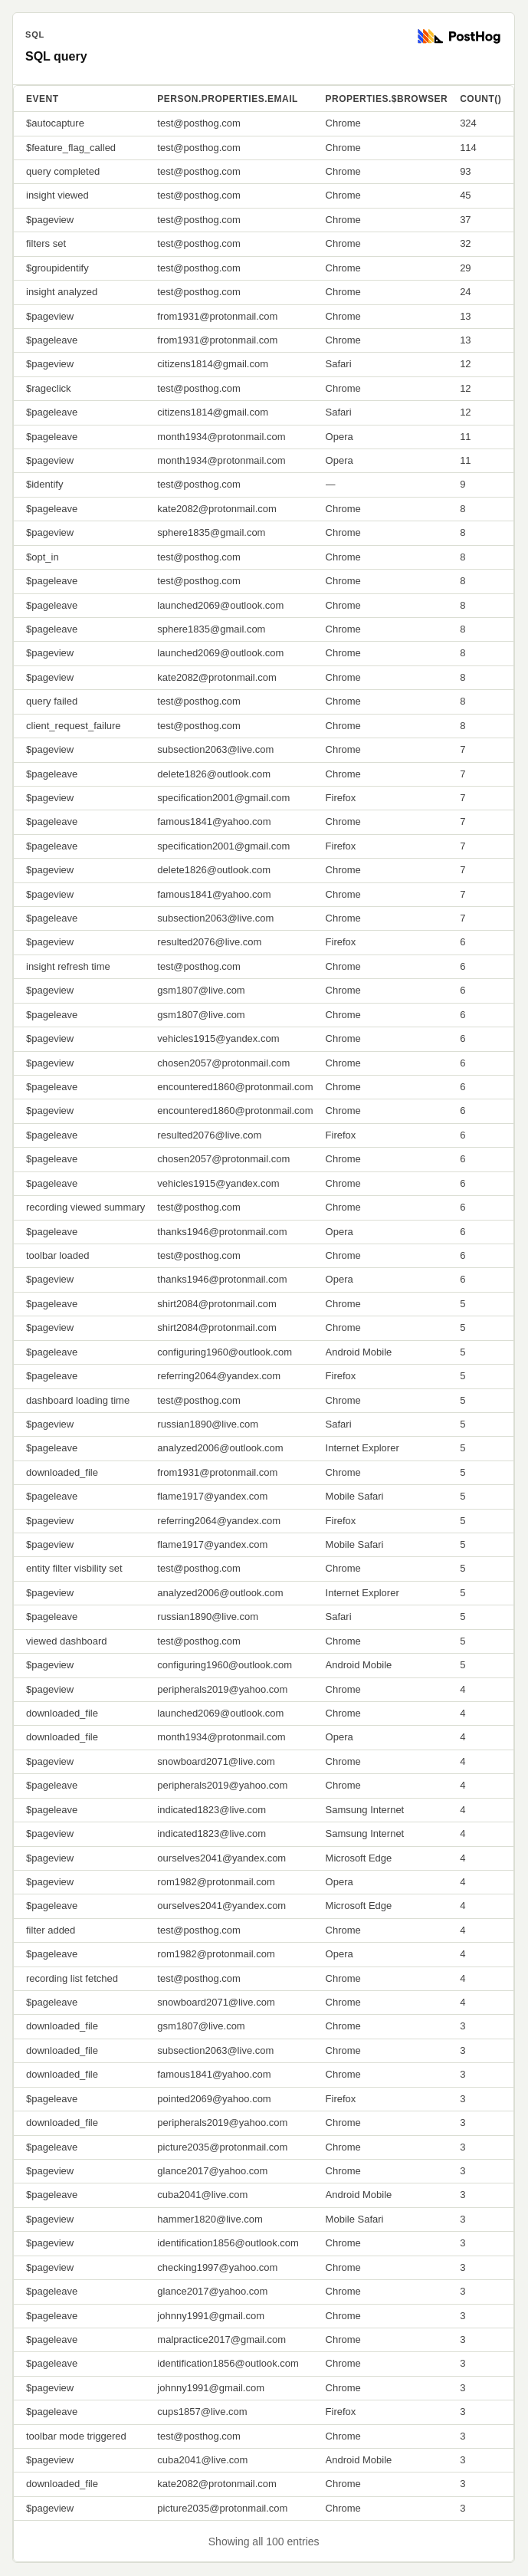 SQL
PostHog
SQL query
EVENT PERSON.PROPERTIES.EMAIL PROPERTIES.$BROWSER COUNT()
$autocapture test@posthog.com Chrome 324
$feature_flag_called test@posthog.com Chrome 114
query completed test@posthog.com Chrome 93
insight viewed test@posthog.com Chrome 45
$pageview test@posthog.com Chrome 37
filters set test@posthog.com Chrome 32
$groupidentify test@posthog.com Chrome 29
insight analyzed test@posthog.com Chrome 24
$pageview from1931@protonmail.com Chrome 13
$pageleave from1931@protonmail.com Chrome 13
$pageview citizens1814@gmail.com Safari 12
$rageclick test@posthog.com Chrome 12
$pageleave citizens1814@gmail.com Safari 12
$pageleave month1934@protonmail.com Opera 11
$pageview month1934@protonmail.com Opera 11
$identify test@posthog.com — 9
$pageleave kate2082@protonmail.com Chrome 8
$pageview sphere1835@gmail.com Chrome 8
$opt_in test@posthog.com Chrome 8
$pageleave test@posthog.com Chrome 8
$pageleave launched2069@outlook.com Chrome 8
$pageleave sphere1835@gmail.com Chrome 8
$pageview launched2069@outlook.com Chrome 8
$pageview kate2082@protonmail.com Chrome 8
query failed test@posthog.com Chrome 8
client_request_failure test@posthog.com Chrome 8
$pageview subsection2063@live.com Chrome 7
$pageleave delete1826@outlook.com Chrome 7
$pageview specification2001@gmail.com Firefox 7
$pageleave famous1841@yahoo.com Chrome 7
$pageleave specification2001@gmail.com Firefox 7
$pageview delete1826@outlook.com Chrome 7
$pageview famous1841@yahoo.com Chrome 7
$pageleave subsection2063@live.com Chrome 7
$pageview resulted2076@live.com Firefox 6
insight refresh time test@posthog.com Chrome 6
$pageview gsm1807@live.com Chrome 6
$pageleave gsm1807@live.com Chrome 6
$pageview vehicles1915@yandex.com Chrome 6
$pageview chosen2057@protonmail.com Chrome 6
$pageleave encountered1860@protonmail.com Chrome 6
$pageview encountered1860@protonmail.com Chrome 6
$pageleave resulted2076@live.com Firefox 6
$pageleave chosen2057@protonmail.com Chrome 6
$pageleave vehicles1915@yandex.com Chrome 6
recording viewed summary test@posthog.com Chrome 6
$pageleave thanks1946@protonmail.com Opera 6
toolbar loaded test@posthog.com Chrome 6
$pageview thanks1946@protonmail.com Opera 6
$pageleave shirt2084@protonmail.com Chrome 5
$pageview shirt2084@protonmail.com Chrome 5
$pageleave configuring1960@outlook.com Android Mobile 5
$pageleave referring2064@yandex.com Firefox 5
dashboard loading time test@posthog.com Chrome 5
$pageview russian1890@live.com Safari 5
$pageleave analyzed2006@outlook.com Internet Explorer 5
downloaded_file from1931@protonmail.com Chrome 5
$pageleave flame1917@yandex.com Mobile Safari 5
$pageview referring2064@yandex.com Firefox 5
$pageview flame1917@yandex.com Mobile Safari 5
entity filter visbility set test@posthog.com Chrome 5
$pageview analyzed2006@outlook.com Internet Explorer 5
$pageleave russian1890@live.com Safari 5
viewed dashboard test@posthog.com Chrome 5
$pageview configuring1960@outlook.com Android Mobile 5
$pageview peripherals2019@yahoo.com Chrome 4
downloaded_file launched2069@outlook.com Chrome 4
downloaded_file month1934@protonmail.com Opera 4
$pageview snowboard2071@live.com Chrome 4
$pageleave peripherals2019@yahoo.com Chrome 4
$pageleave indicated1823@live.com Samsung Internet 4
$pageview indicated1823@live.com Samsung Internet 4
$pageview ourselves2041@yandex.com Microsoft Edge 4
$pageview rom1982@protonmail.com Opera 4
$pageleave ourselves2041@yandex.com Microsoft Edge 4
filter added test@posthog.com Chrome 4
$pageleave rom1982@protonmail.com Opera 4
recording list fetched test@posthog.com Chrome 4
$pageleave snowboard2071@live.com Chrome 4
downloaded_file gsm1807@live.com Chrome 3
downloaded_file subsection2063@live.com Chrome 3
downloaded_file famous1841@yahoo.com Chrome 3
$pageleave pointed2069@yahoo.com Firefox 3
downloaded_file peripherals2019@yahoo.com Chrome 3
$pageleave picture2035@protonmail.com Chrome 3
$pageview glance2017@yahoo.com Chrome 3
$pageleave cuba2041@live.com Android Mobile 3
$pageview hammer1820@live.com Mobile Safari 3
$pageview identification1856@outlook.com Chrome 3
$pageview checking1997@yahoo.com Chrome 3
$pageleave glance2017@yahoo.com Chrome 3
$pageleave johnny1991@gmail.com Chrome 3
$pageleave malpractice2017@gmail.com Chrome 3
$pageleave identification1856@outlook.com Chrome 3
$pageview johnny1991@gmail.com Chrome 3
$pageleave cups1857@live.com Firefox 3
toolbar mode triggered test@posthog.com Chrome 3
$pageview cuba2041@live.com Android Mobile 3
downloaded_file kate2082@protonmail.com Chrome 3
$pageview picture2035@protonmail.com Chrome 3
Showing all 100 entries